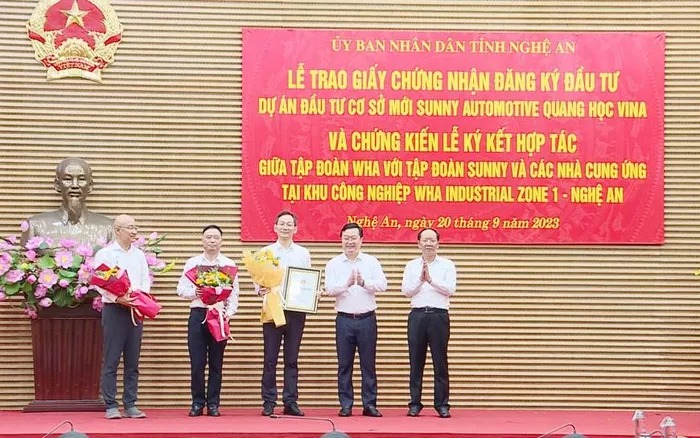 ỦY BAN NHÂN DÂN TỈNH NGHỆ AN
LỄ TRAO GIẤY CHỨNG NHẬN ĐĂNG KÝ ĐẦU TƯ
DỰ ÁN ĐẦU TƯ CƠ SỞ MỚI SUNNY AUTOMOTIVE QUANG HỌC VINA
VÀ CHỨNG KIẾN LỄ KÝ KẾT HỢP TÁC
GIỮA TẬP ĐOÀN WHA VỚI TẬP ĐOÀN SUNNY VÀ CÁC NHÀ CUNG ỨNG
TẠI KHU CÔNG NGHIỆP WHA INDUSTRIAL ZONE 1 - NGHỆ AN
Nghệ An, ngày 20 tháng 9 năm 2023